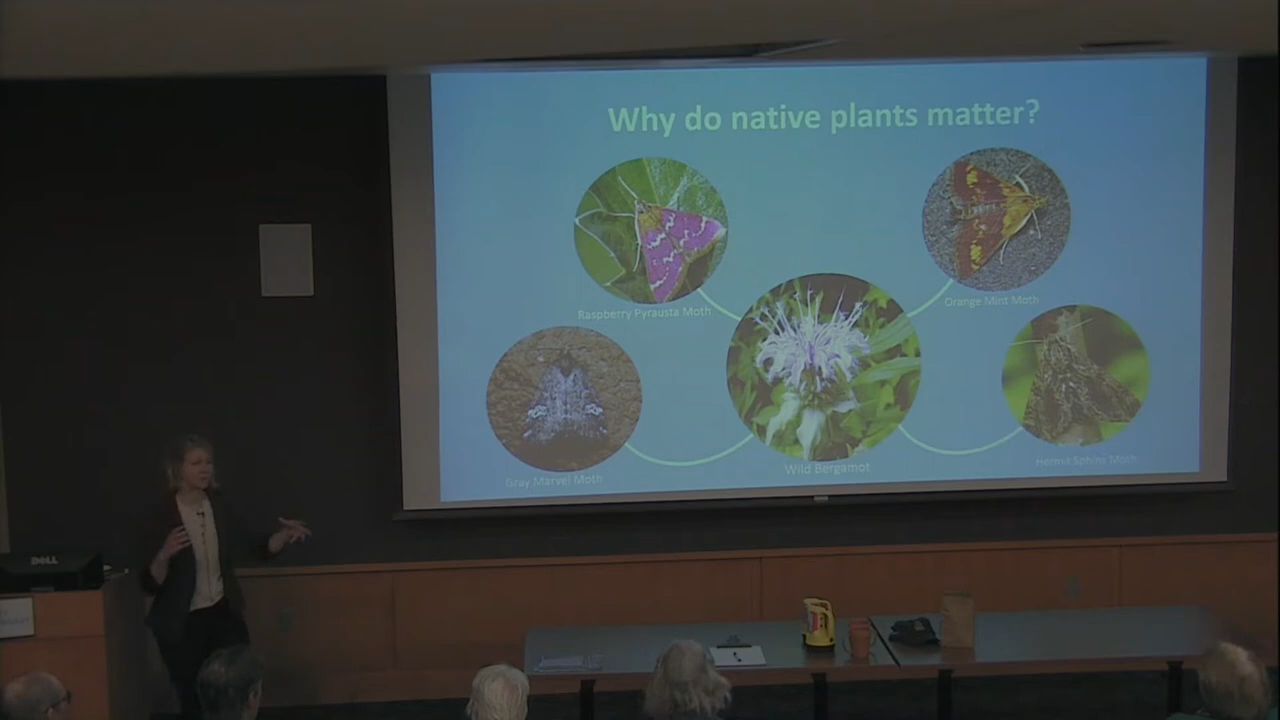 Why do native plants matter?
Raspberry Pyrausta Moth
Orange Mint Moth
Gray Marvel Moth
Wild Bergamot
Hermit Sphinx Moth
DELL